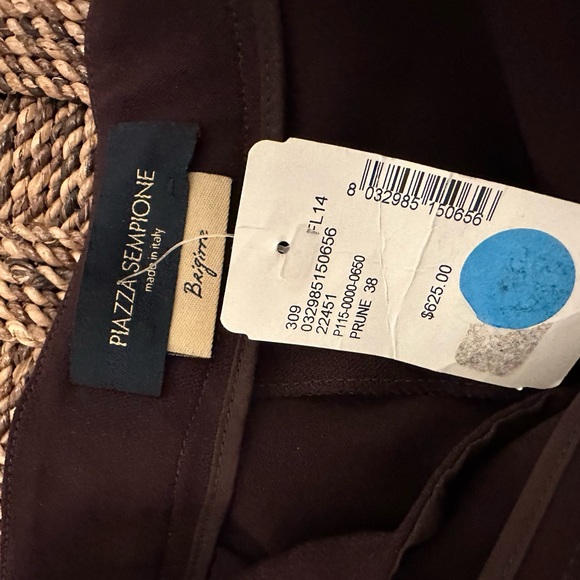 PIAZZA SEMPIONE
made in italy
Brigitte
8 032985 150656
FL14
309
032985150656
22451
P115-0000-0650
PRUNE 38
$625.00